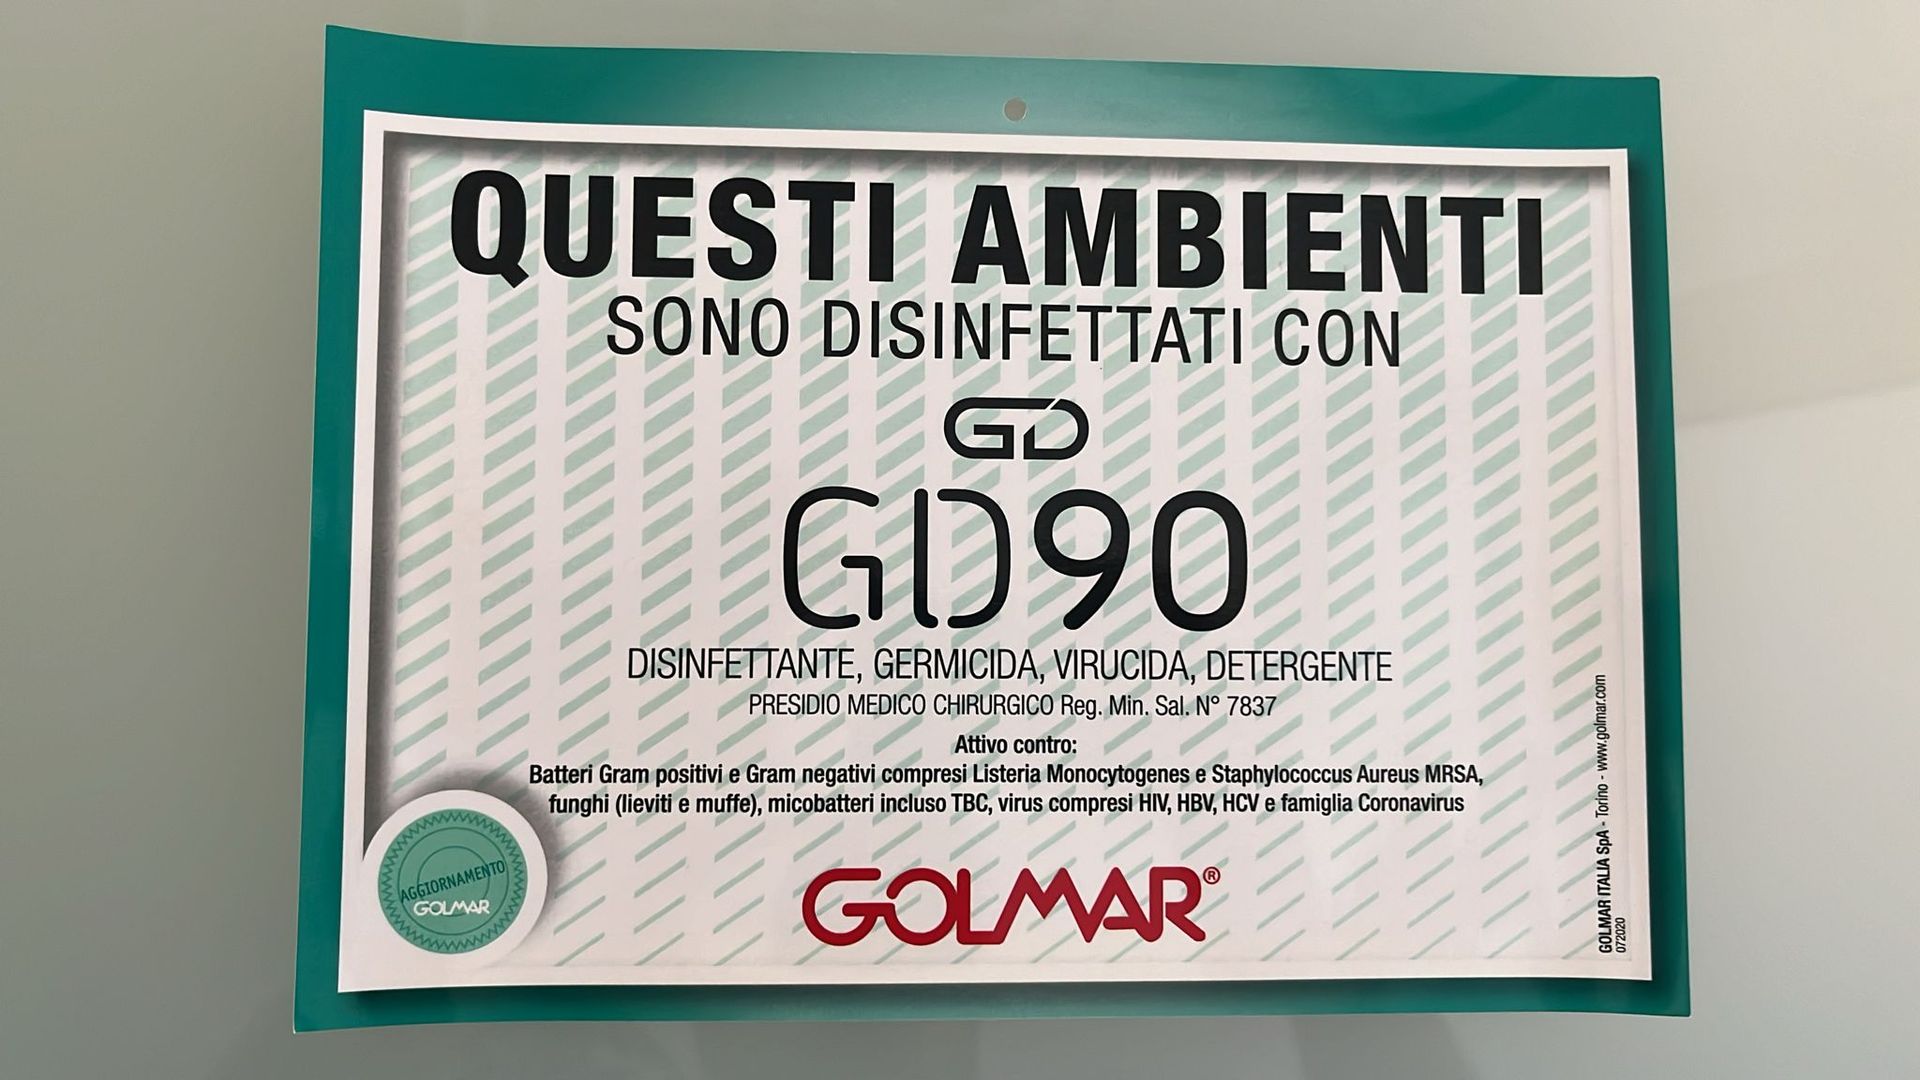 QUESTI AMBIENTI
SONO DISINFETTATI CON
GD
GD90
DISINFETTANTE, GERMICIDA, VIRUCIDA, DETERGENTE
PRESIDIO MEDICO CHIRURGICO Reg. Min. Sal. N° 7837
Attivo contro:
Batteri Gram positivi e Gram negativi compresi Listeria Monocytogenes e Staphylococcus Aureus MRSA,
funghi (lieviti e muffe), micobatteri incluso TBC, virus compresi HIV, HBV, HCV e famiglia Coronavirus
AGGIORNAMENTO
GOLMAR
GOLMAR®
GOLMAR ITALIA SpA - Torino - www.golmar.com
072020